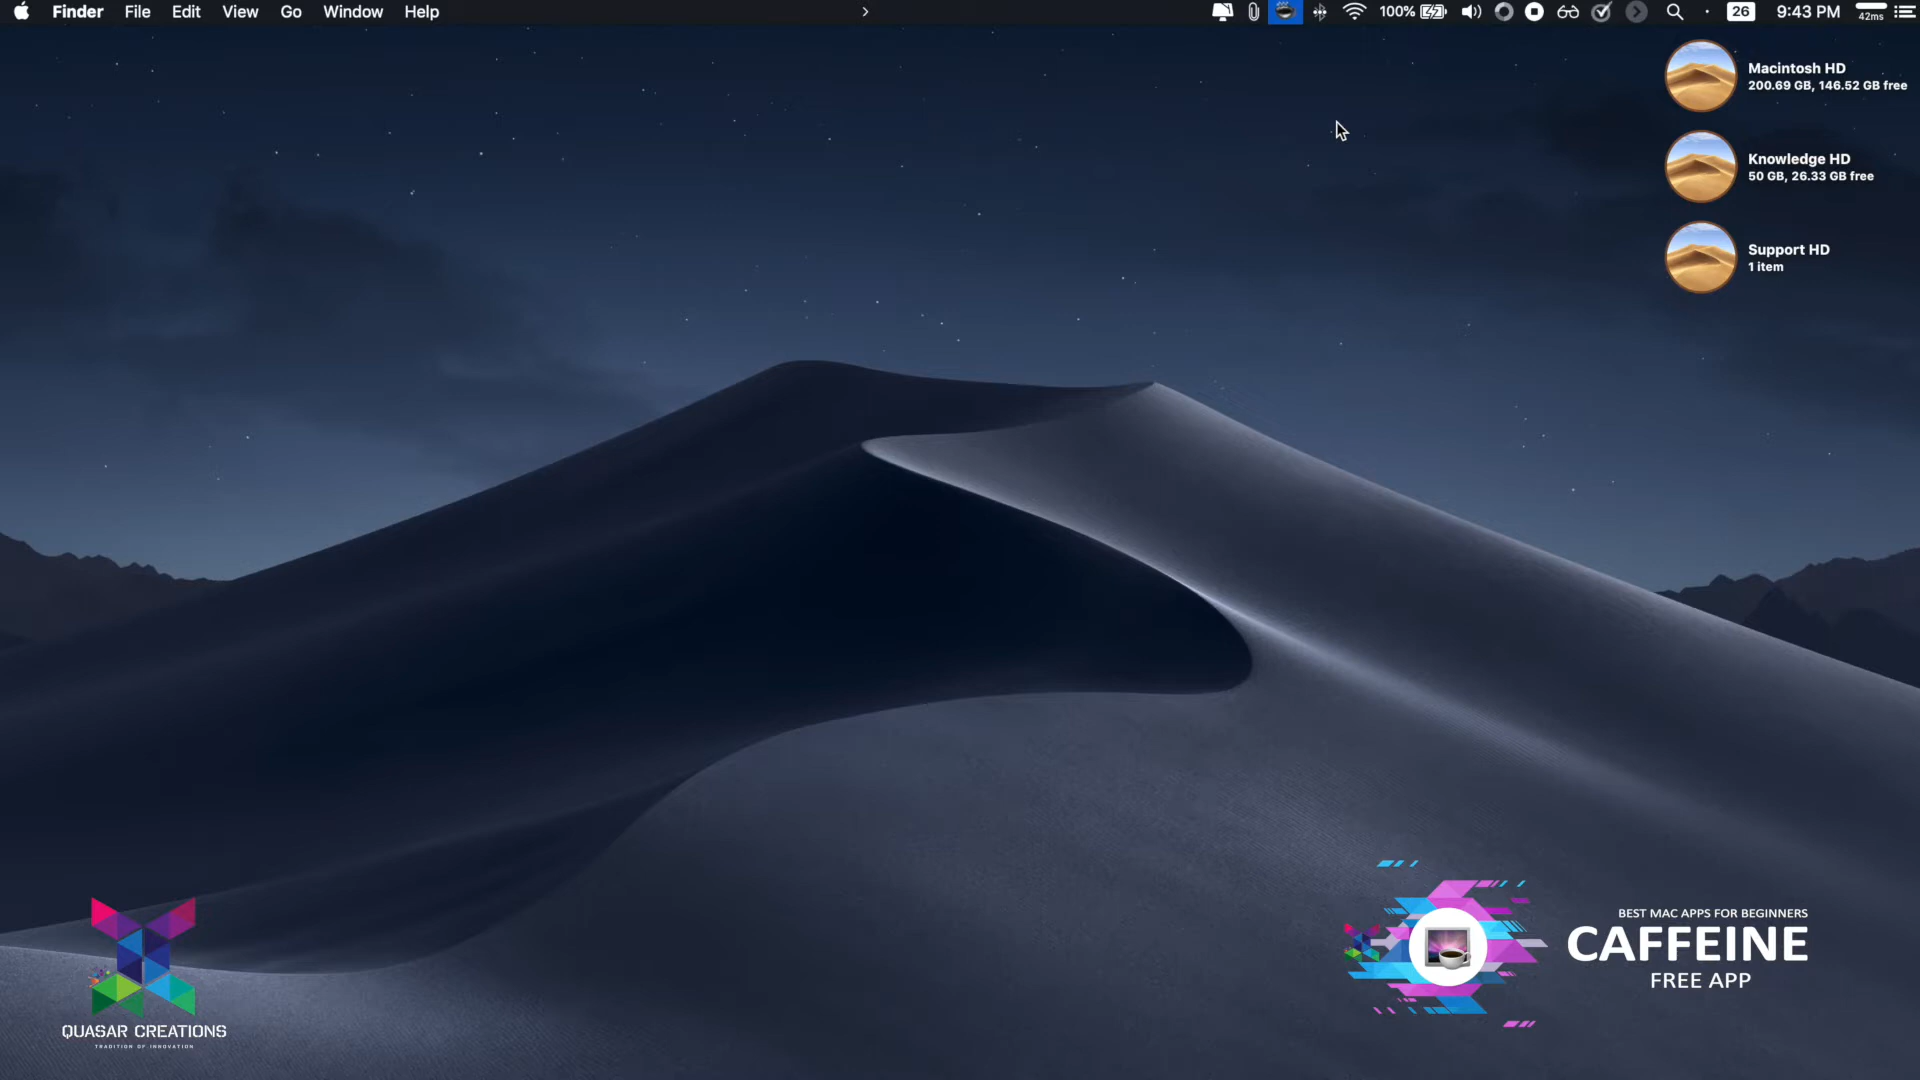 Finder File Edit View Go Window Help
100% 26 9:43 PM 42ms
Macintosh HD
200.69 GB, 146.52 GB free
Knowledge HD
50 GB, 26.33 GB free
Support HD
1 item
QUASAR CREATIONS
TRADITION OF INNOVATION
BEST MAC APPS FOR BEGINNERS
CAFFEINE
FREE APP